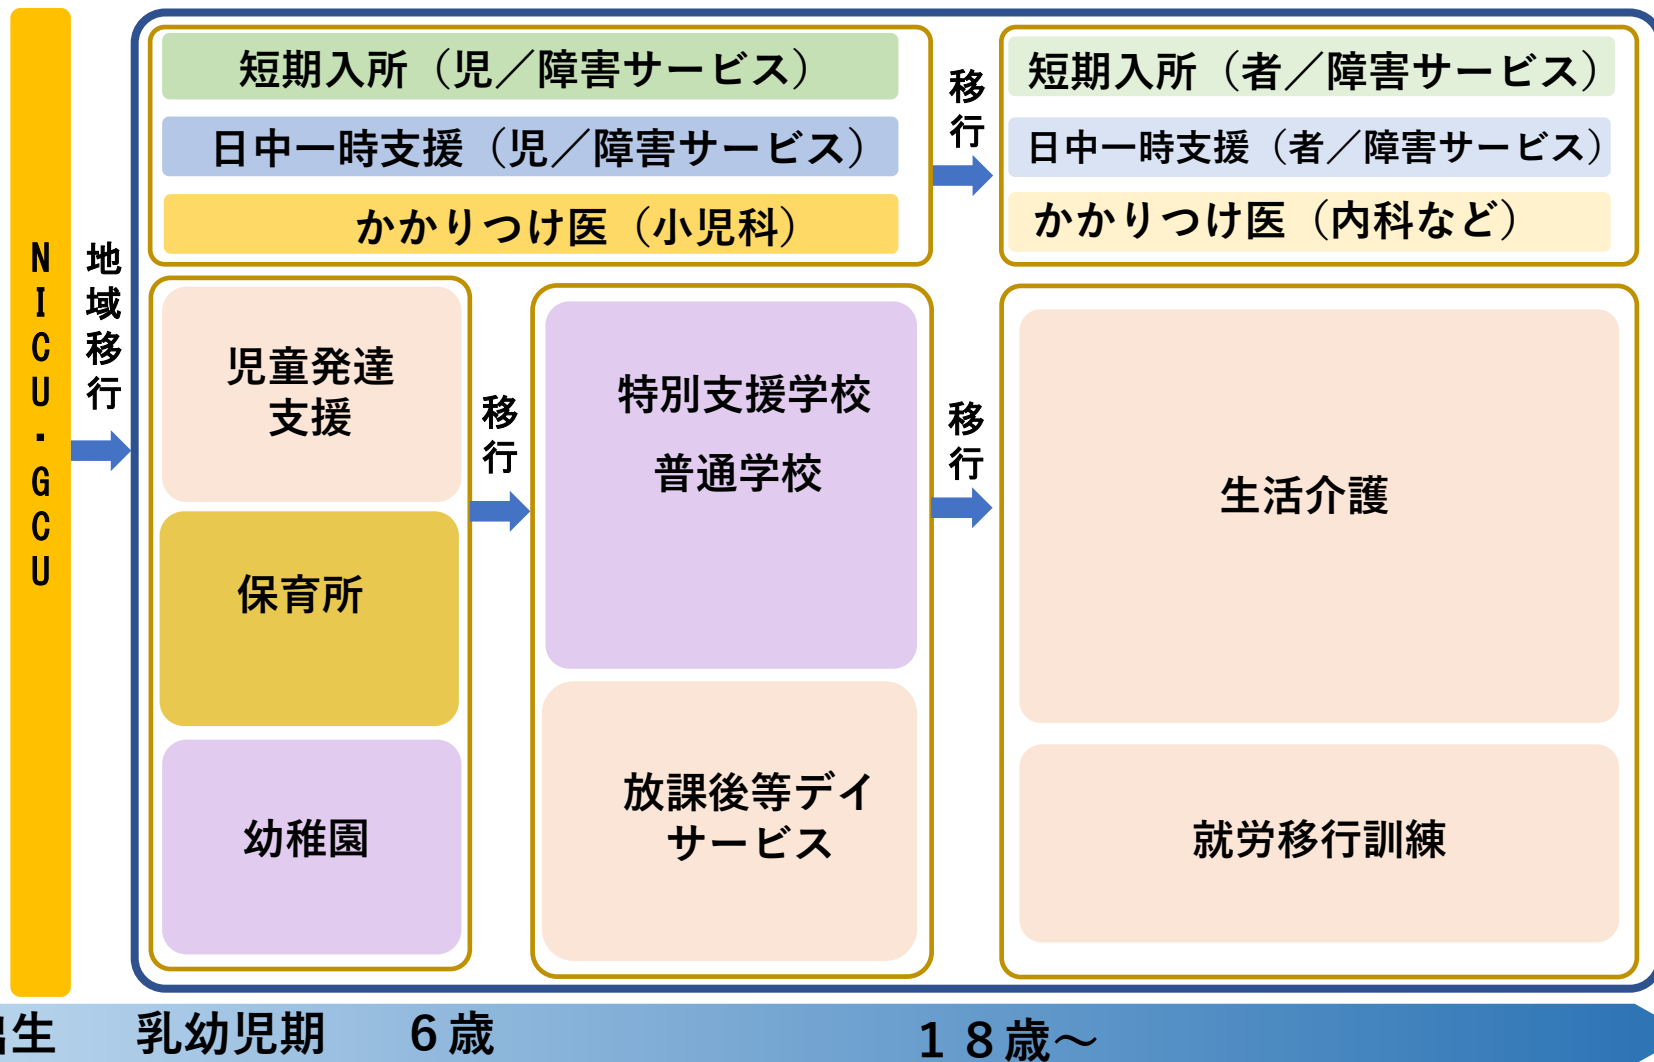 NICU・GCU
地域移行
短期入所（児／障害サービス）
日中一時支援（児／障害サービス）
かかりつけ医（小児科）
移行
短期入所（者／障害サービス）
日中一時支援（者／障害サービス）
かかりつけ医（内科など）
児童発達
支援
保育所
幼稚園
移行
特別支援学校
普通学校
放課後等デイ
サービス
移行
生活介護
就労移行訓練
出生
乳幼児期
６歳
１８歳～